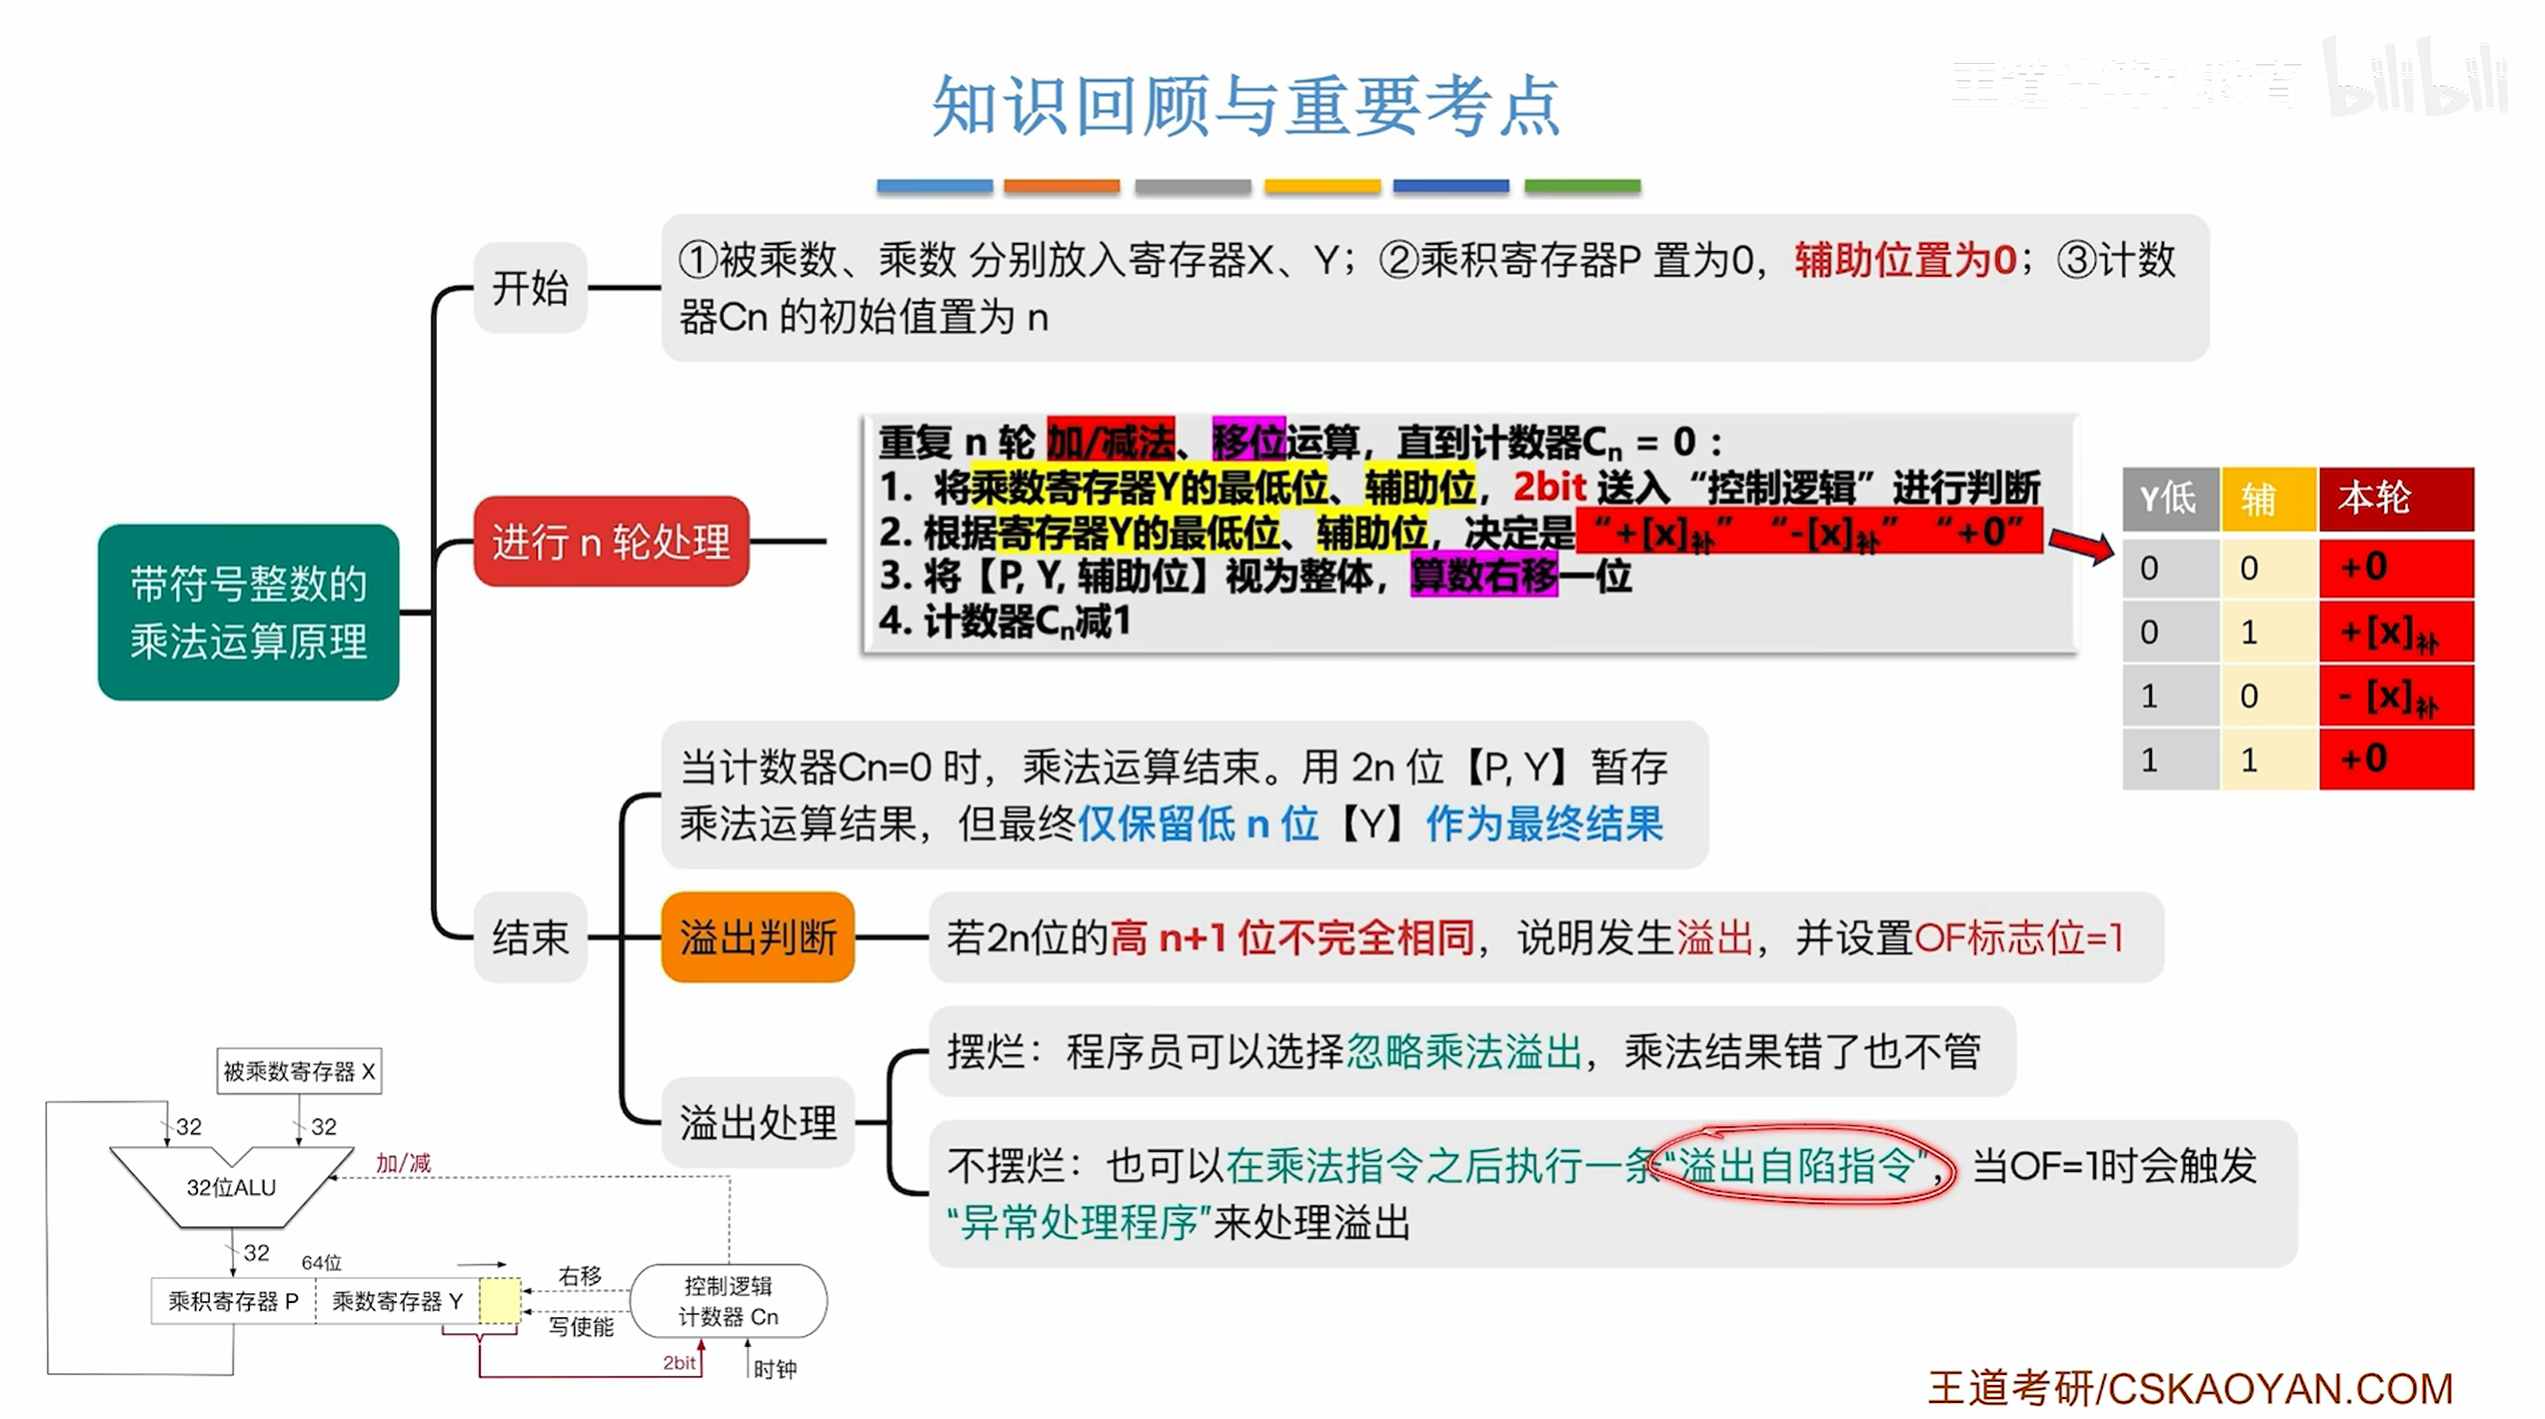 知识回顾与重要考点
王道计算机教育 bilibili
开始
①被乘数、乘数 分别放入寄存器X、Y；②乘积寄存器P 置为0，辅助位置为0；③计数
器Cn 的初始值置为 n
带符号整数的
乘法运算原理
进行 n 轮处理
重复 n 轮 加/减法、移位运算，直到计数器Cn = 0：
1. 将乘数寄存器Y的最低位、辅助位，2bit 送入“控制逻辑”进行判断
2. 根据寄存器Y的最低位、辅助位，决定是“+[x]补” “-[x]补” “+0”
3. 将【P, Y, 辅助位】视为整体，算数右移一位
4. 计数器Cn减1
Y低 辅 本轮
0 0 +0
0 1 +[x]补
1 0 - [x]补
1 1 +0
结束
当计数器Cn=0 时，乘法运算结束。用 2n 位【P, Y】暂存
乘法运算结果，但最终仅保留低 n 位【Y】作为最终结果
溢出判断
若2n位的高 n+1 位不完全相同，说明发生溢出，并设置OF标志位=1
溢出处理
摆烂：程序员可以选择忽略乘法溢出，乘法结果错了也不管
不摆烂：也可以在乘法指令之后执行一条“溢出自陷指令”，当OF=1时会触发
“异常处理程序”来处理溢出
被乘数寄存器 X
32
32
加/减
32位ALU
32
64位
乘积寄存器 P
乘数寄存器 Y
右移
写使能
控制逻辑
计数器 Cn
2bit
时钟
王道考研/CSKAOYAN.COM